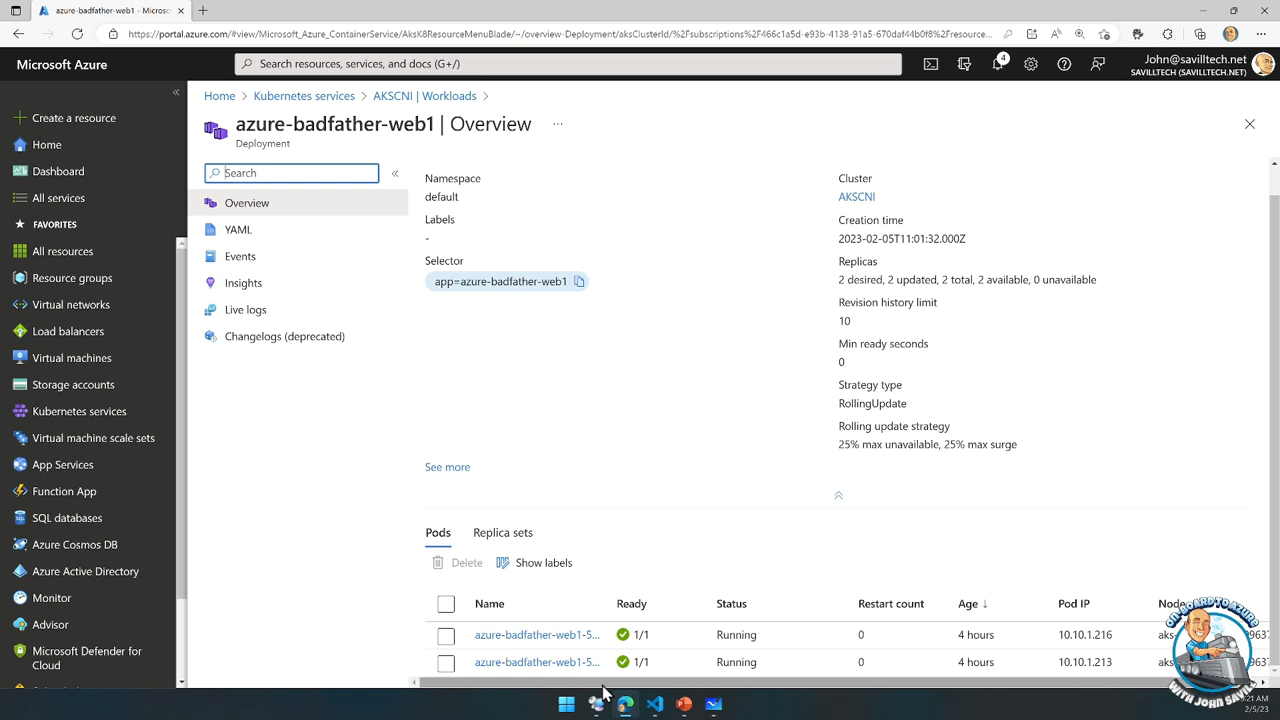 azure-badfather-web1 - Microso
https://portal.azure.com/#view/Microsoft_Azure_ContainerService/AksK8ResourceMenuBlade/~/overview-Deployment/aksClusterId/%2Fsubscriptions%2F466c1a5d-e93b-4138-91a5-670daf44b0f8%2Fresource...
Microsoft Azure
Search resources, services, and docs (G+/)
4
John@savilltech.net
SAVILLTECH (SAVILLTECH.NET)
Create a resource
Home
Dashboard
All services
FAVORITES
All resources
Resource groups
Virtual networks
Load balancers
Virtual machines
Storage accounts
Kubernetes services
Virtual machine scale sets
App Services
Function App
SQL databases
Azure Cosmos DB
Azure Active Directory
Monitor
Advisor
Microsoft Defender for
Cloud
Home > Kubernetes services > AKSCNI | Workloads >
azure-badfather-web1 | Overview ...
Deployment
Search
Overview
YAML
Events
Insights
Live logs
Changelogs (deprecated)
Namespace
default
Labels
-
Selector
app=azure-badfather-web1
See more
Cluster
AKSCNI
Creation time
2023-02-05T11:01:32.000Z
Replicas
2 desired, 2 updated, 2 total, 2 available, 0 unavailable
Revision history limit
10
Min ready seconds
0
Strategy type
RollingUpdate
Rolling update strategy
25% max unavailable, 25% max surge
Pods Replica sets
Delete Show labels
Name Ready Status Restart count Age ↓ Pod IP Node
azure-badfather-web1-5... 1/1 Running 0 4 hours 10.10.1.216 aks-
azure-badfather-web1-5... 1/1 Running 0 4 hours 10.10.1.213 aks-
ONBOARD TO AZURE
WITH JOHN SAVILL
2/5/23